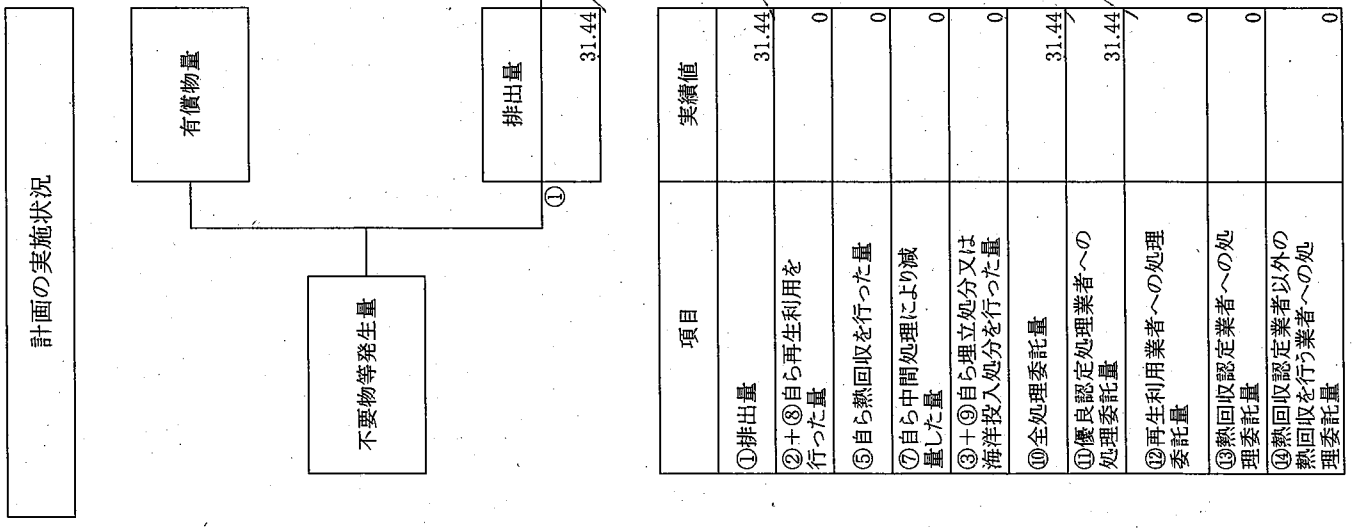 計画の実施状況
有償物量
不要物等発生量
排出量
①
31.44
項目 実績値
①排出量 31.44
②+⑧自ら再生利用を
行った量 0
⑤自ら熱回収を行った量 0
⑦自ら中間処理により減
量した量 0
③+⑨自ら埋立処分又は
海洋投入処分を行った量 0
⑩全処理委託量 31.44
⑪優良認定処理業者への
処理委託量 31.44
⑫再生利用業者への処理
委託量 0
⑬熱回収認定業者への処
理委託量 0
⑭熱回収認定業者以外の
熱回収を行う業者への処
理委託量 0